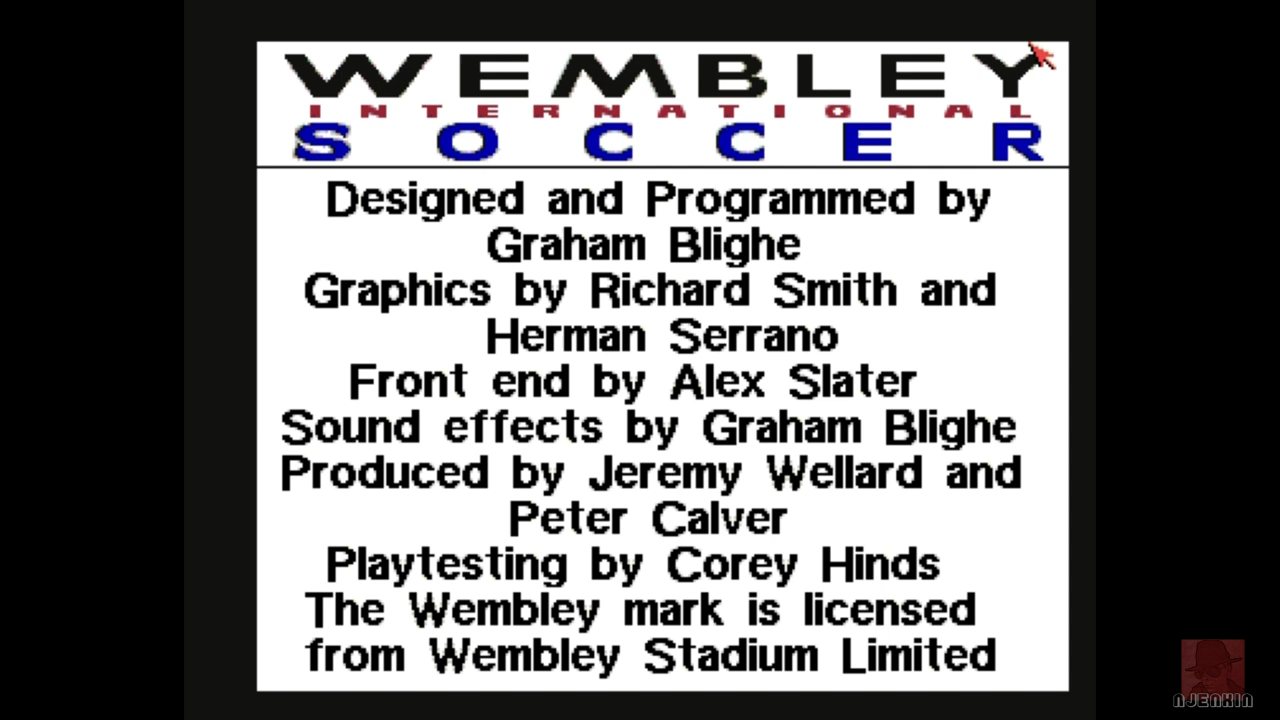 WEMBLEY
INTERNATIONAL
SOCCER
Designed and Programmed by
Graham Blighe
Graphics by Richard Smith and
Herman Serrano
Front end by Alex Slater
Sound effects by Graham Blighe
Produced by Jeremy Wellard and
Peter Calver
Playtesting by Corey Hinds
The Wembley mark is licensed
from Wembley Stadium Limited
NJENKIN